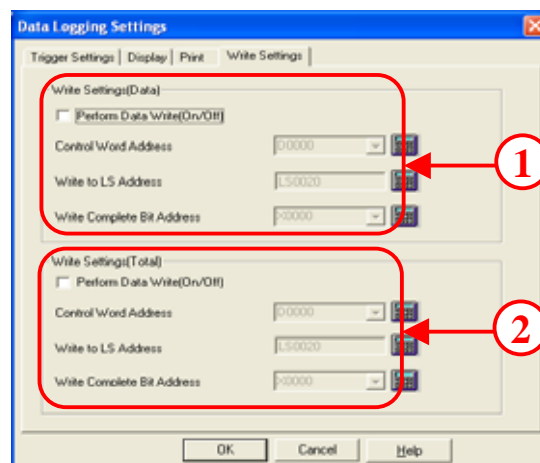 Data Logging Settings
Trigger Settings Display Print Write Settings
Write Settings(Data)
Perform Data Write(On/Off)
Control Word Address D0000
Write to LS Address LS0020
Write Complete Bit Address X0000
1
Write Settings(Total)
Perform Data Write(On/Off)
Control Word Address D0000
Write to LS Address LS0020
Write Complete Bit Address X0000
2
OK Cancel Help